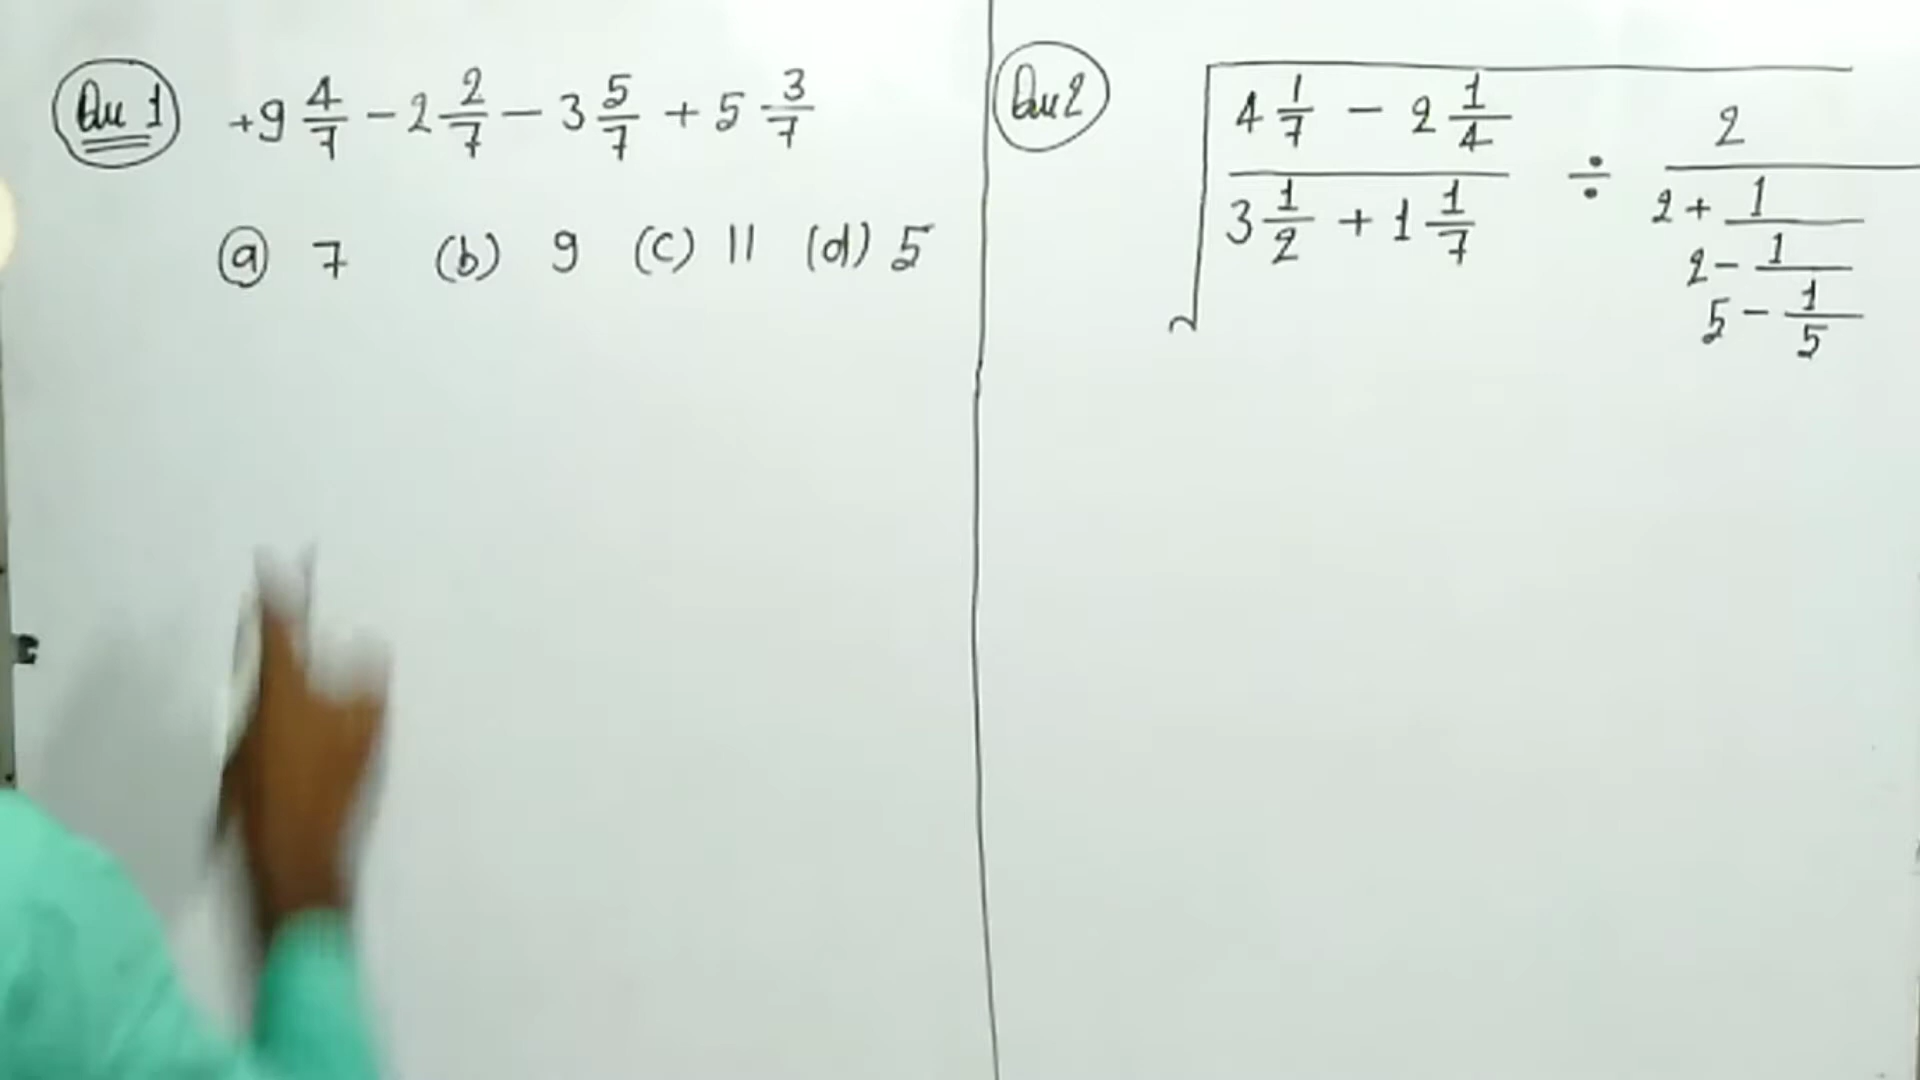 Qu 1 +9 4/7 - 2 2/7 - 3 5/7 + 5 3/7
(a) 7 (b) 9 (c) 11 (d) 5
Qu 2 √ (4 1/7 - 2 1/4) / (3 1/2 + 1 1/7) ÷ 2 / (2 + 1 / (2 - 1 / (5 - 1/5)))